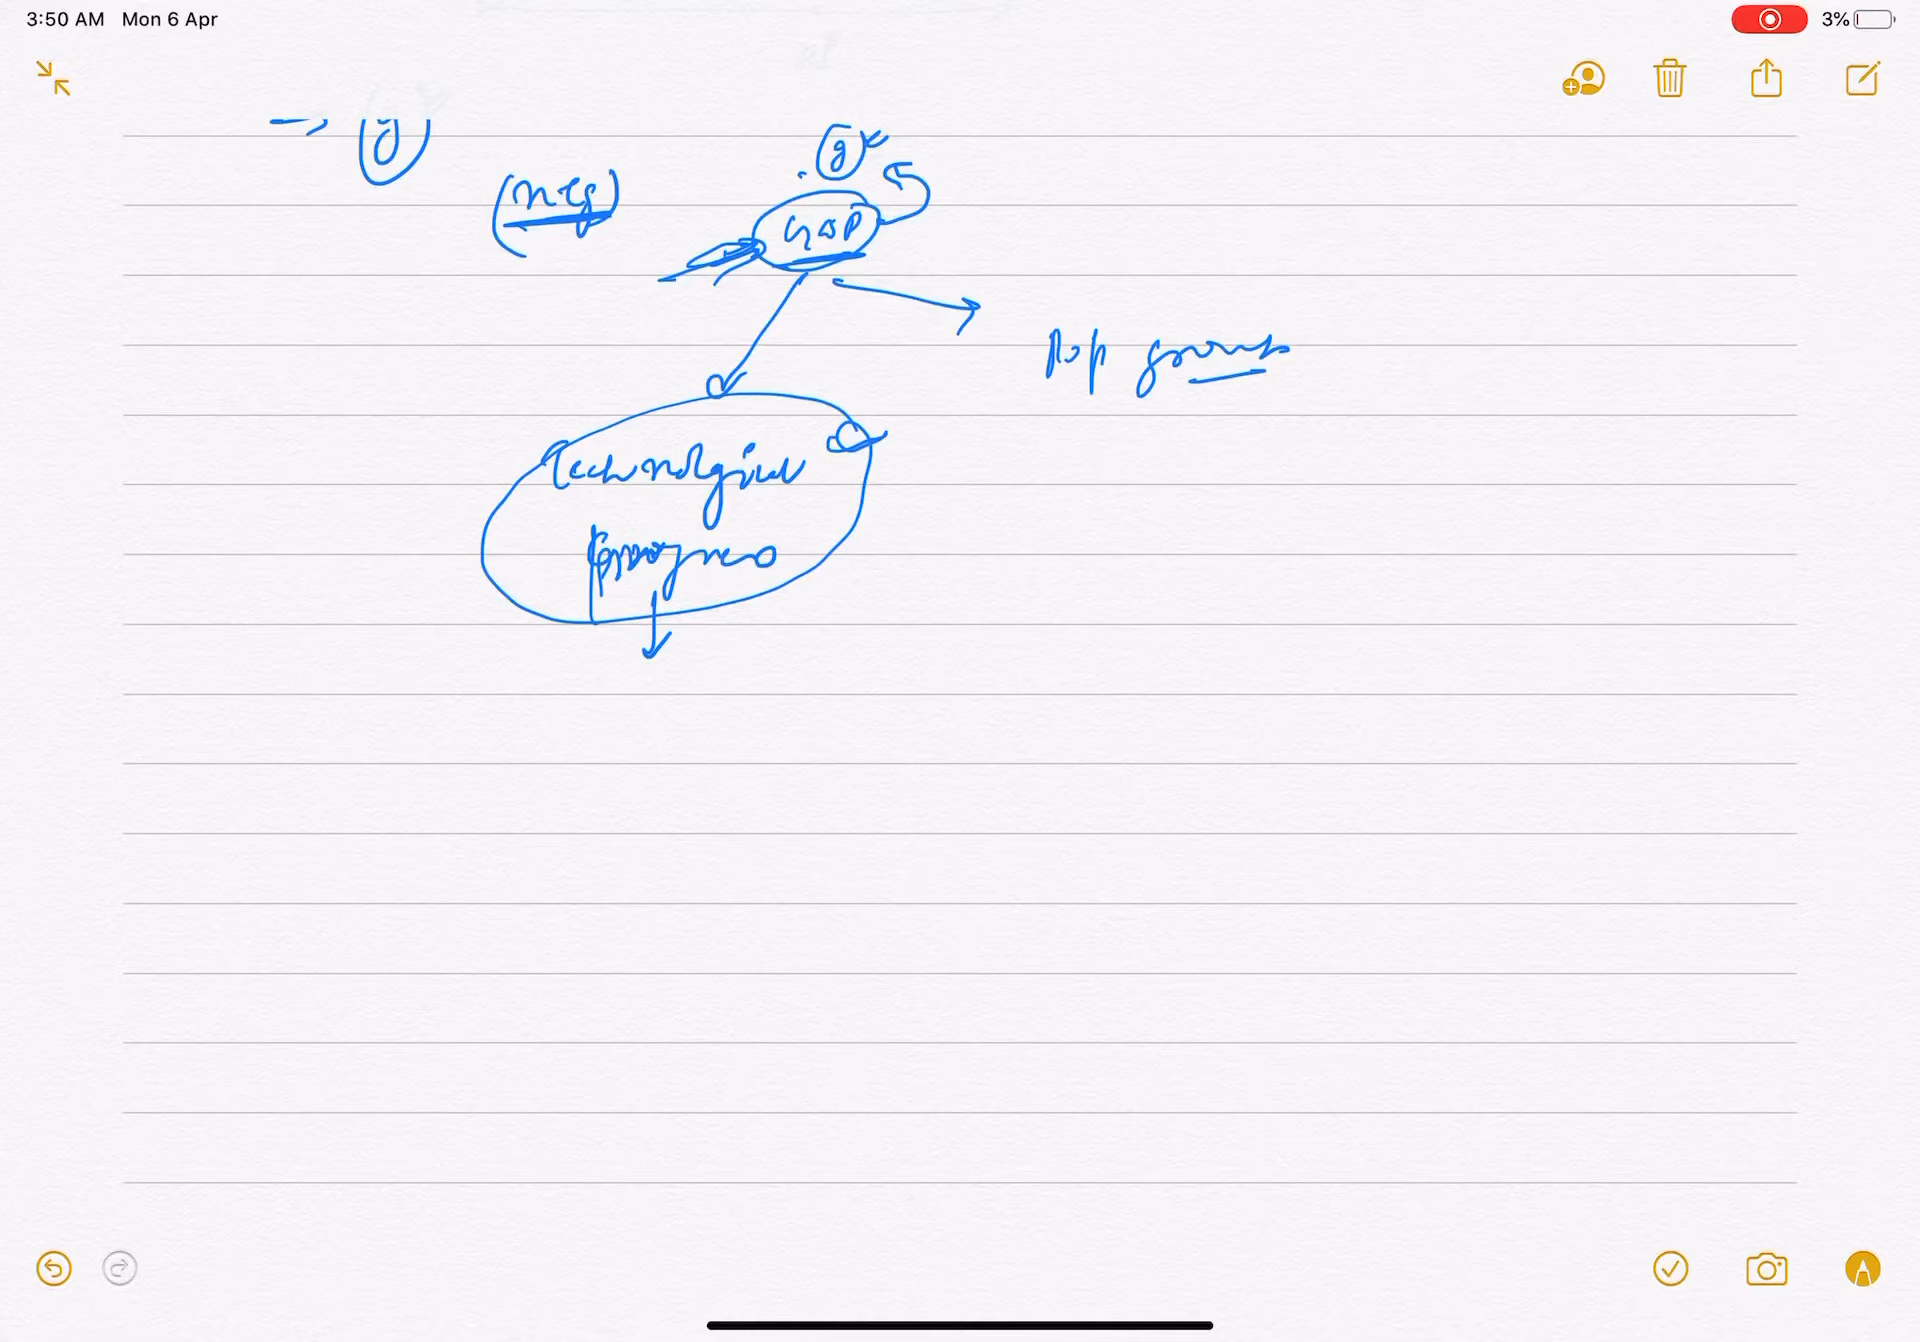 3:50 AM Mon 6 Apr
3%
g
(n+g)
g*
GDP
Pop growth
Technological
progress